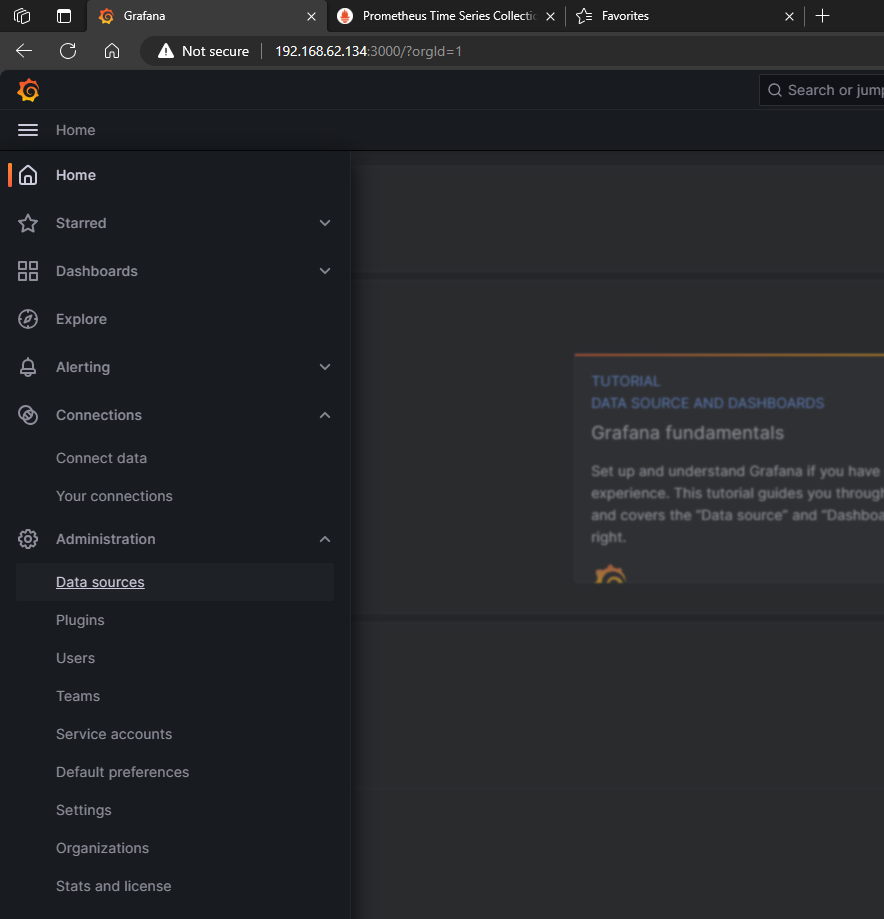 Grafana
Prometheus Time Series Collectic
Favorites
Not secure
192.168.62.134:3000/?orgId=1
Search or jump
Home
Home
Starred
Dashboards
Explore
Alerting
Connections
Connect data
Your connections
Administration
Data sources
Plugins
Users
Teams
Service accounts
Default preferences
Settings
Organizations
Stats and license
TUTORIAL
DATA SOURCE AND DASHBOARDS
Grafana fundamentals
Set up and understand Grafana if you have
experience. This tutorial guides you through
and covers the "Data source" and "Dashboa
right.